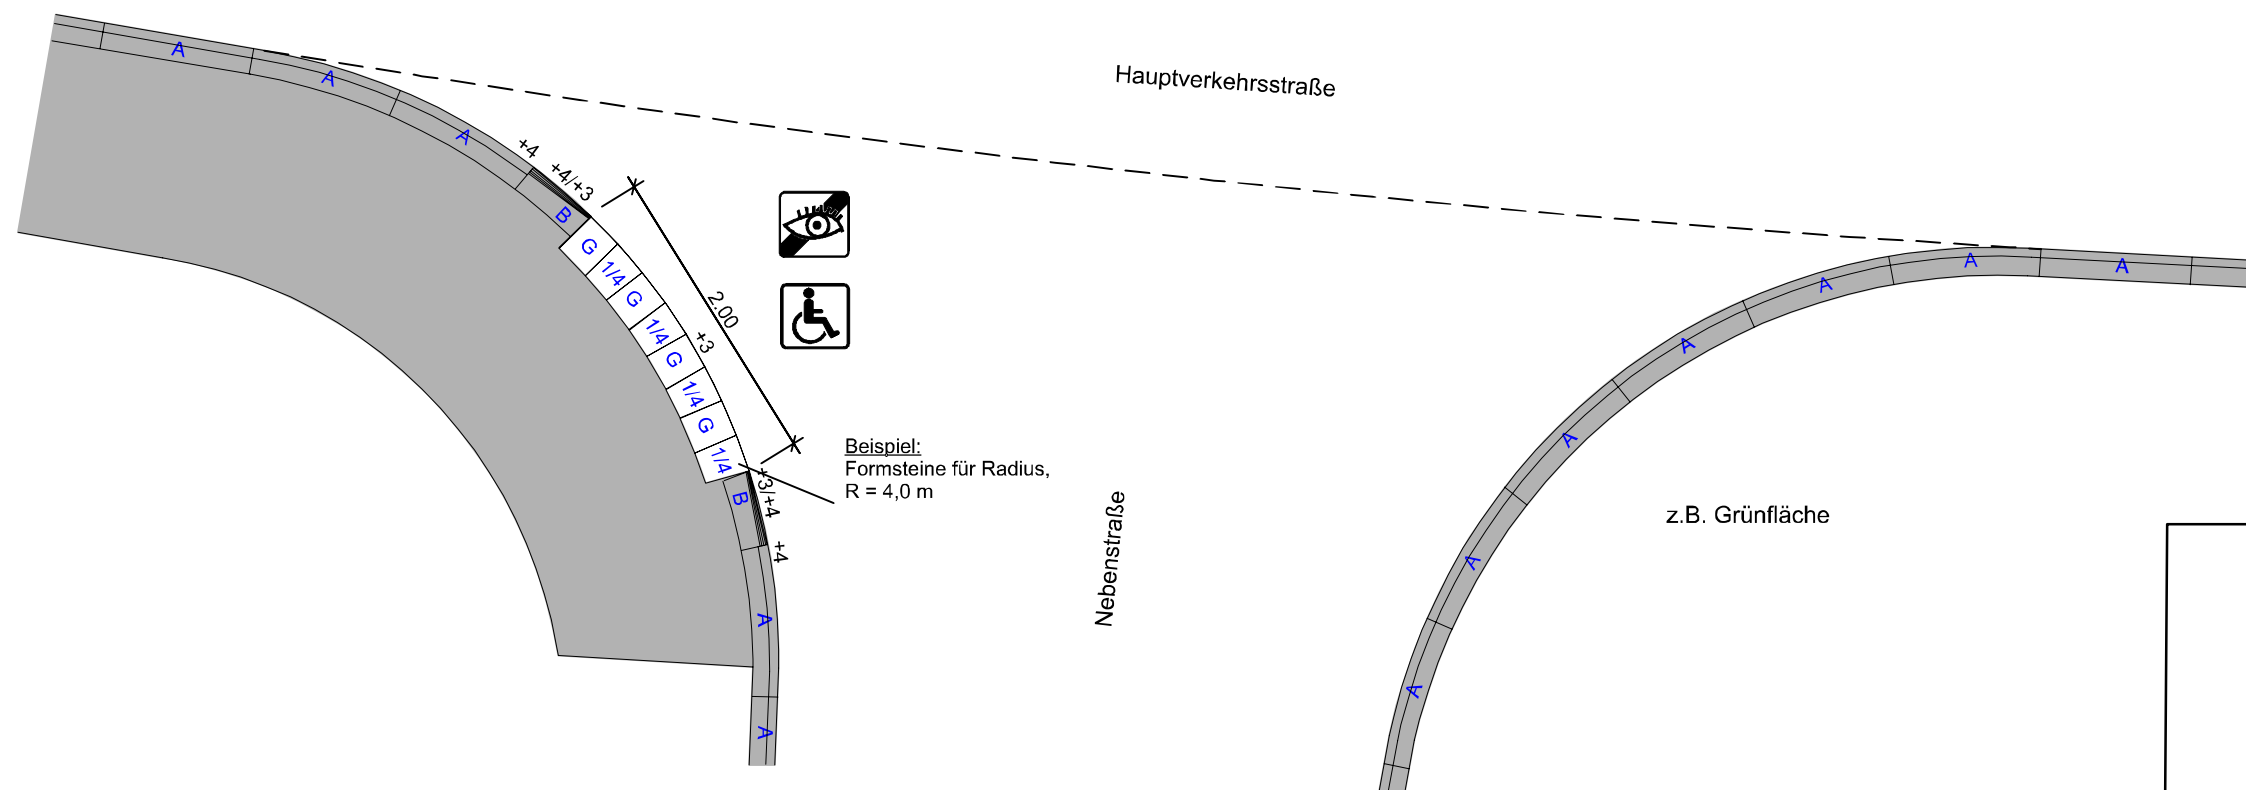 Hauptverkehrsstraße
A
A
A
+4
+4/+3
B
G
1/4
G
1/4
G
1/4
G
1/4
2.00
+3
B
+3/+4
+4
A
A
Beispiel:
Formsteine für Radius,
R = 4,0 m
Nebenstraße
A
A
A
A
A
A
A
z.B. Grünfläche